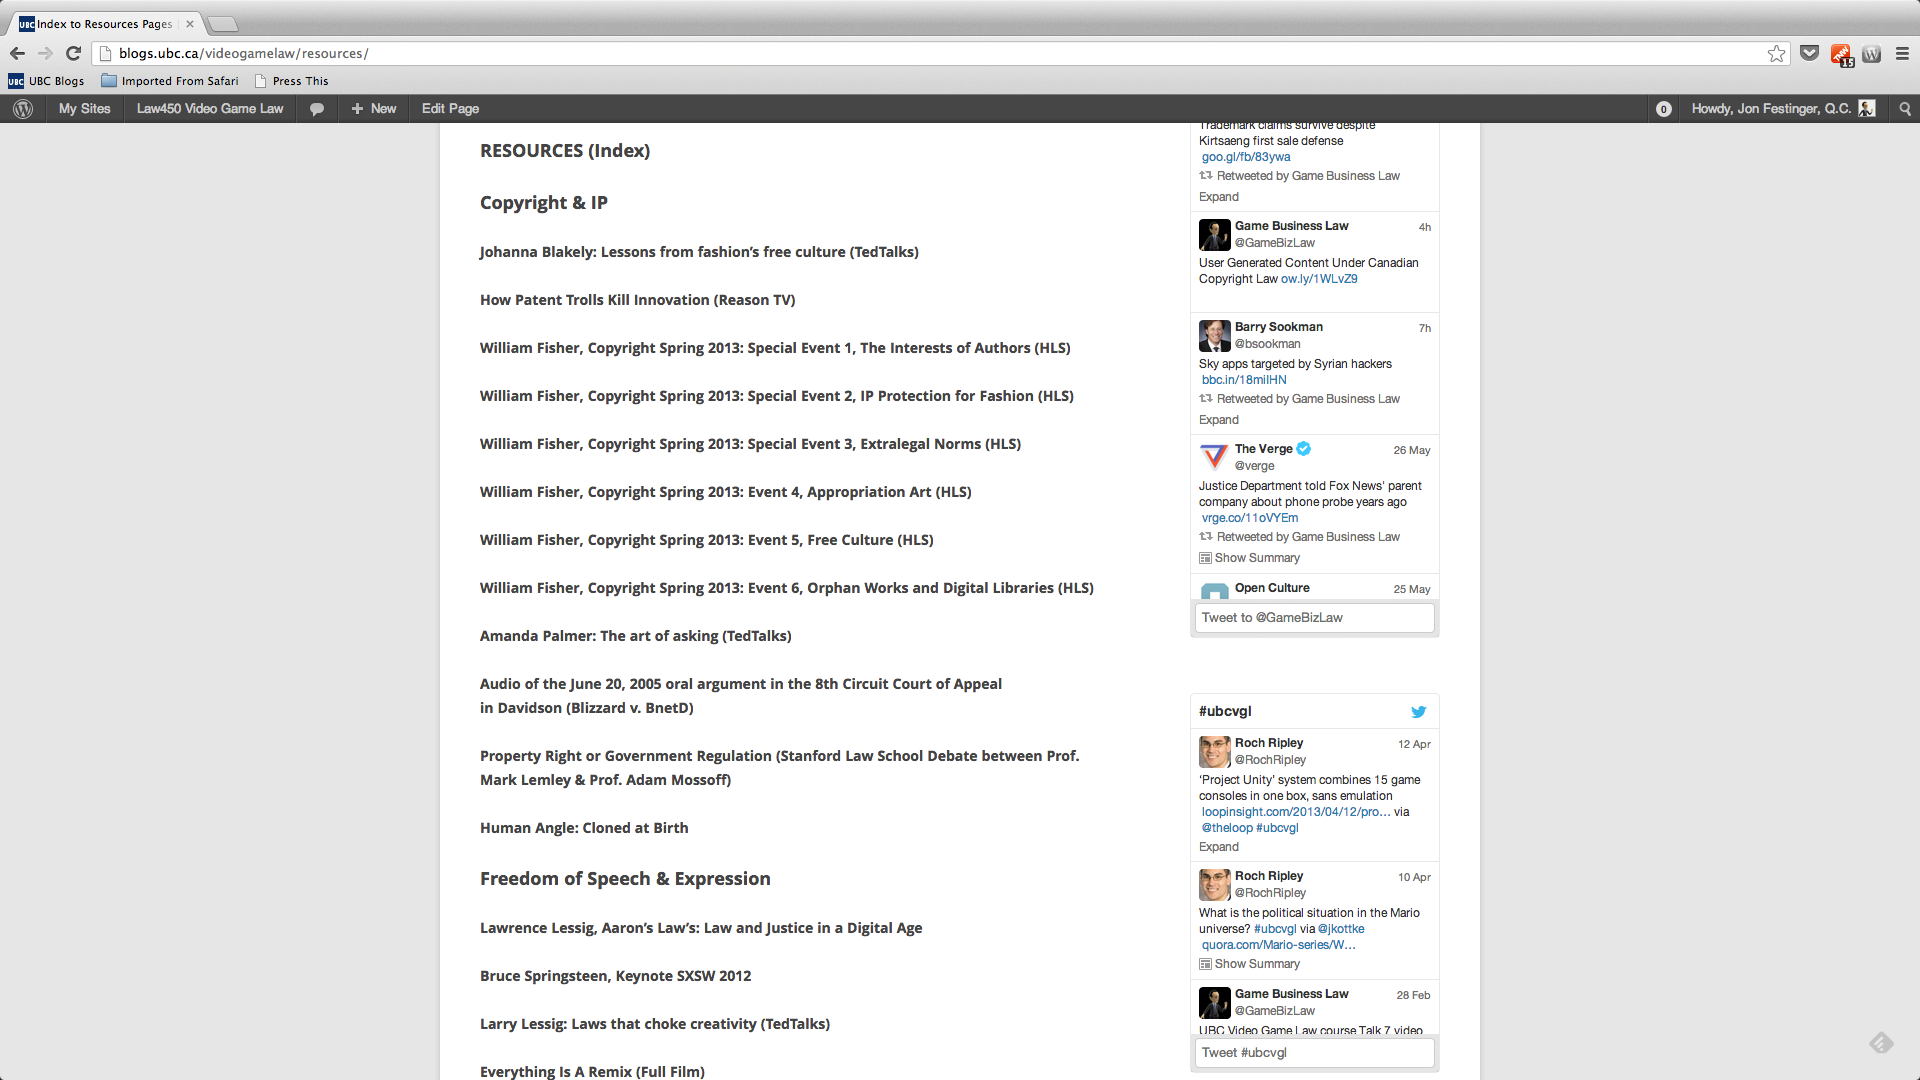 UBC Index to Resources Pages
blogs.ubc.ca/videogamelaw/resources/
15
UBC UBC Blogs Imported From Safari Press This
My Sites Law450 Video Game Law + New Edit Page 0 Howdy, Jon Festinger, Q.C.
RESOURCES (Index)
Copyright & IP
Johanna Blakely: Lessons from fashion’s free culture (TedTalks)
How Patent Trolls Kill Innovation (Reason TV)
William Fisher, Copyright Spring 2013: Special Event 1, The Interests of Authors (HLS)
William Fisher, Copyright Spring 2013: Special Event 2, IP Protection for Fashion (HLS)
William Fisher, Copyright Spring 2013: Special Event 3, Extralegal Norms (HLS)
William Fisher, Copyright Spring 2013: Event 4, Appropriation Art (HLS)
William Fisher, Copyright Spring 2013: Event 5, Free Culture (HLS)
William Fisher, Copyright Spring 2013: Event 6, Orphan Works and Digital Libraries (HLS)
Amanda Palmer: The art of asking (TedTalks)
Audio of the June 20, 2005 oral argument in the 8th Circuit Court of Appeal
in Davidson (Blizzard v. BnetD)
Property Right or Government Regulation (Stanford Law School Debate between Prof.
Mark Lemley & Prof. Adam Mossoff)
Human Angle: Cloned at Birth
Freedom of Speech & Expression
Lawrence Lessig, Aaron’s Law’s: Law and Justice in a Digital Age
Bruce Springsteen, Keynote SXSW 2012
Larry Lessig: Laws that choke creativity (TedTalks)
Everything Is A Remix (Full Film)
Trademark claims survive despite
Kirtsaeng first sale defense
goo.gl/fb/83ywa
Retweeted by Game Business Law
Expand
Game Business Law 4h
@GameBizLaw
User Generated Content Under Canadian
Copyright Law ow.ly/1WLvZ9
Barry Sookman 7h
@bsookman
Sky apps targeted by Syrian hackers
bbc.in/18milHN
Retweeted by Game Business Law
Expand
The Verge 26 May
@verge
Justice Department told Fox News' parent
company about phone probe years ago
vrge.co/11oVYEm
Retweeted by Game Business Law
Show Summary
Open Culture 25 May
Tweet to @GameBizLaw
#ubcvgl
Roch Ripley 12 Apr
@RochRipley
‘Project Unity’ system combines 15 game
consoles in one box, sans emulation
loopinsight.com/2013/04/12/pro… via
@theloop #ubcvgl
Expand
Roch Ripley 10 Apr
@RochRipley
What is the political situation in the Mario
universe? #ubcvgl via @jkottke
quora.com/Mario-series/W…
Show Summary
Game Business Law 28 Feb
@GameBizLaw
UBC Video Game Law course Talk 7 video
Tweet #ubcvgl